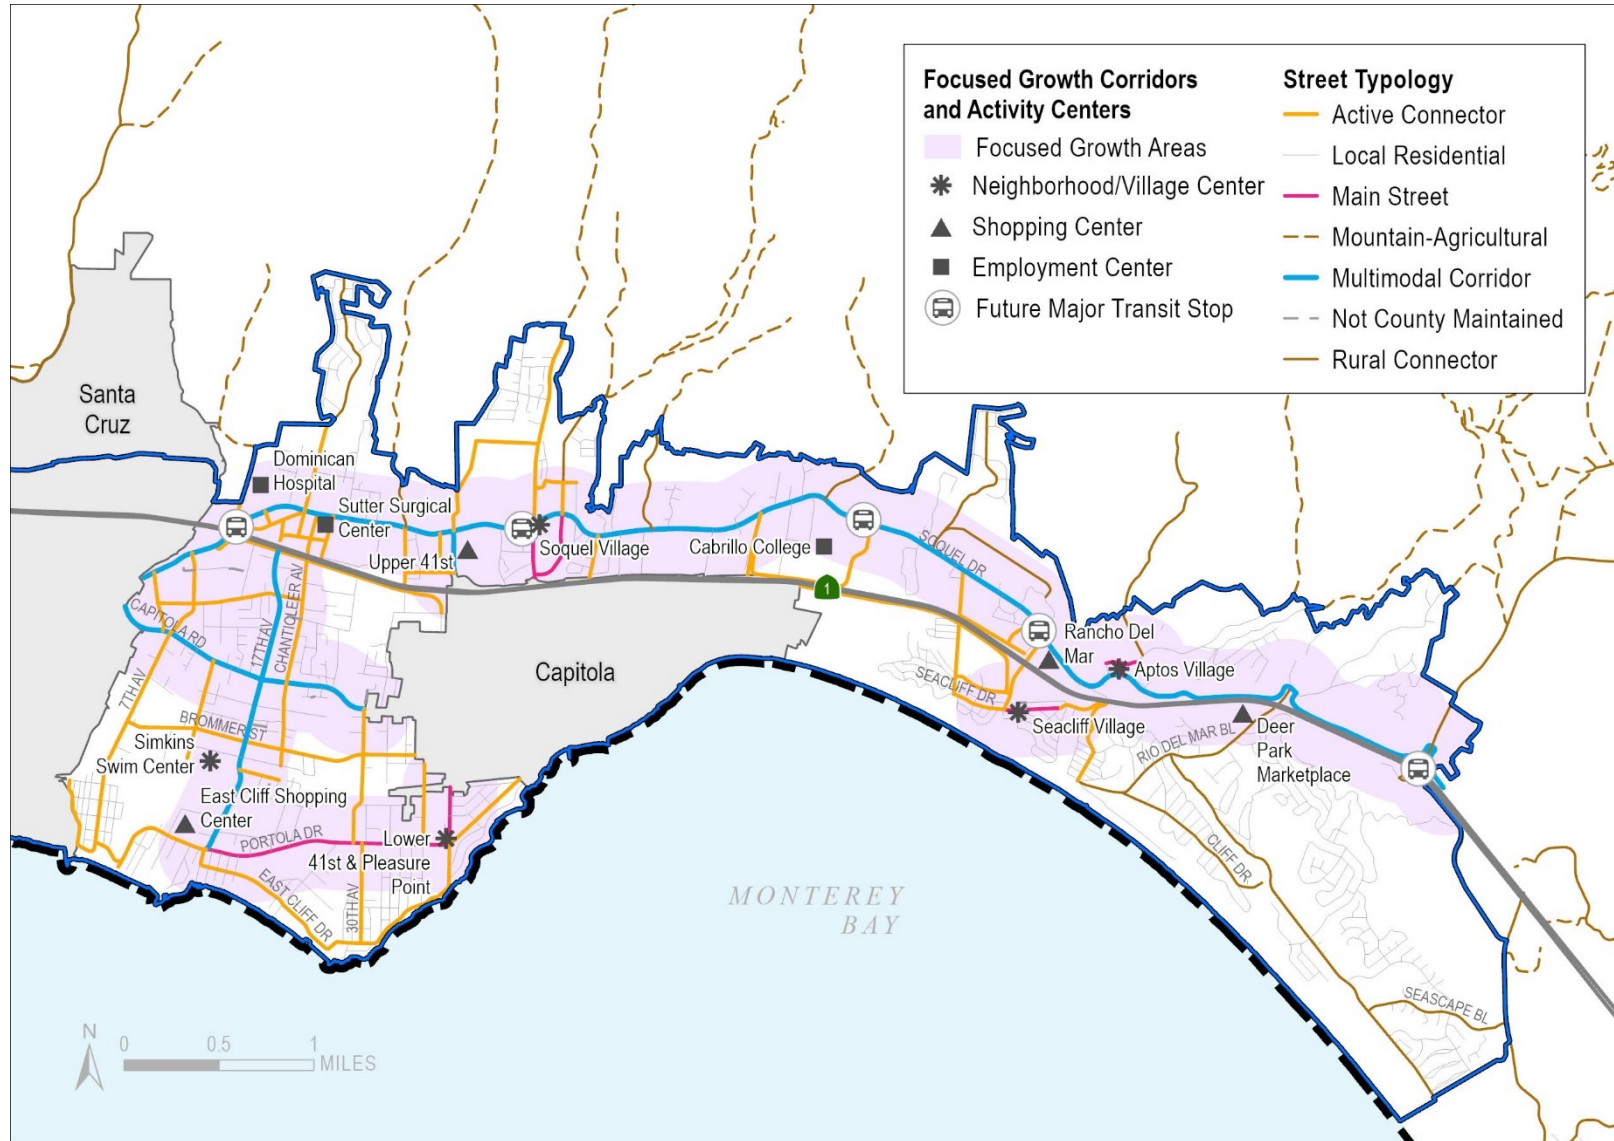 Focused Growth Corridors
and Activity Centers
Focused Growth Areas
Neighborhood/Village Center
Shopping Center
Employment Center
Future Major Transit Stop
Street Typology
Active Connector
Local Residential
Main Street
Mountain-Agricultural
Multimodal Corridor
Not County Maintained
Rural Connector
Santa
Cruz
Dominican
Hospital
Sutter Surgical
Center
Upper 41st
Soquel Village
Cabrillo College
SOQUEL DR
1
CAPITOLA RD
17TH AV
CHANTICLEER AV
7TH AV
BROMMER ST
Capitola
Rancho Del
Mar
Aptos Village
SEACLIFF DR
Seacliff Village
RIO DEL MAR BL
Deer
Park
Marketplace
Simkins
Swim Center
East Cliff Shopping
Center
PORTOLA DR
Lower
41st & Pleasure
Point
EAST CLIFF DR
30TH AV
CLIFF DR
MONTEREY
BAY
SEASCAPE BL
N
0 0.5 1
MILES